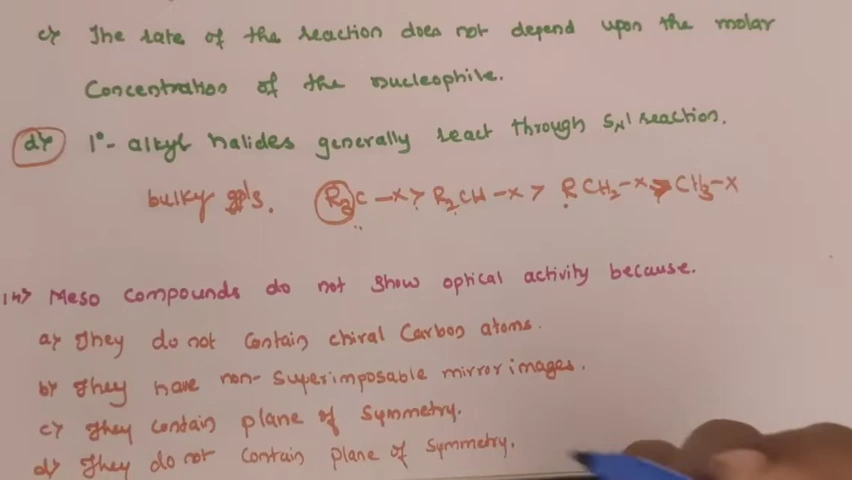 c) The rate of the reaction does not depend upon the molar
Concentration of the nucleophile.
d) 1°- alkyl halides generally react through SN1 reaction.
bulky gps. R3C -X > R2CH -X > RCH2-X > CH3-X
14) Meso compounds do not show optical activity because.
a) They do not contain chiral Carbon atoms.
b) They have non-superimposable mirror images.
c) They contain plane of Symmetry.
d) They do not contain plane of Symmetry.